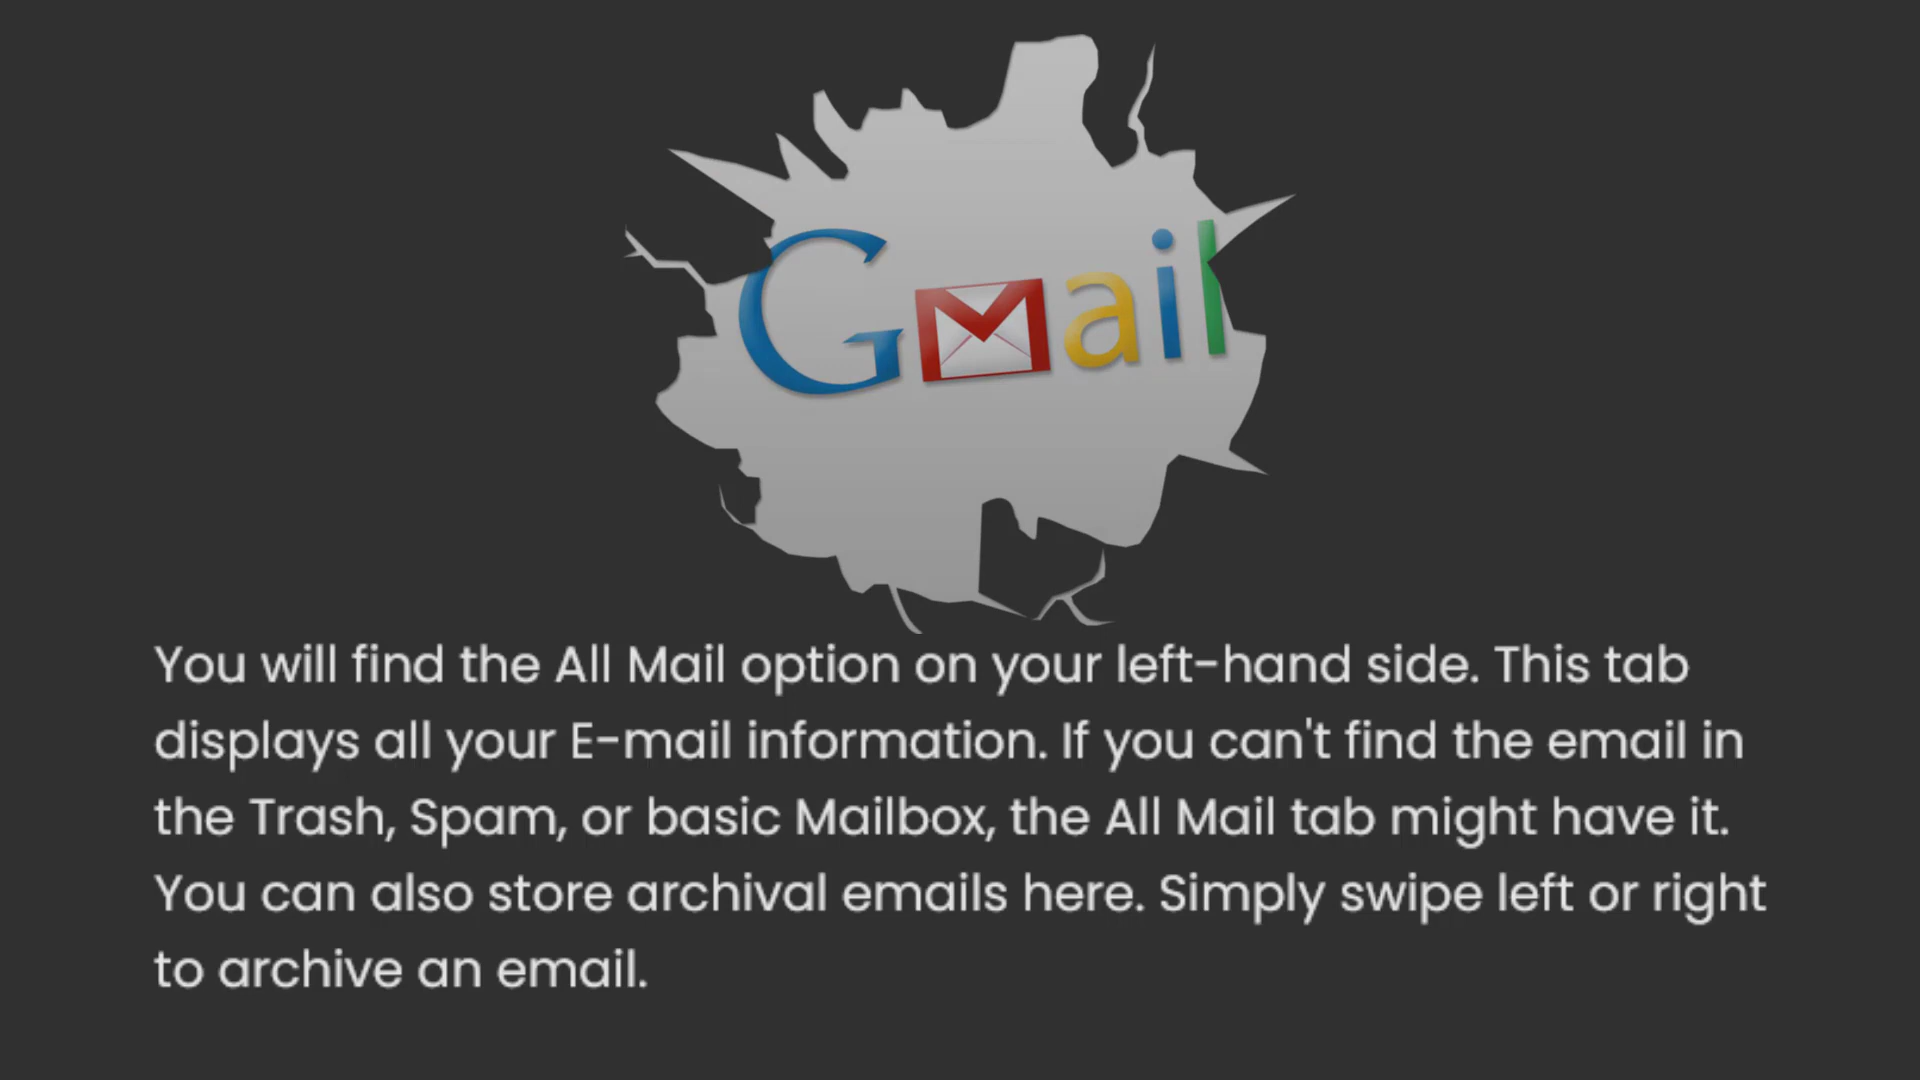 Gmail
You will find the All Mail option on your left-hand side. This tab
displays all your E-mail information. If you can't find the email in
the Trash, Spam, or basic Mailbox, the All Mail tab might have it.
You can also store archival emails here. Simply swipe left or right
to archive an email.